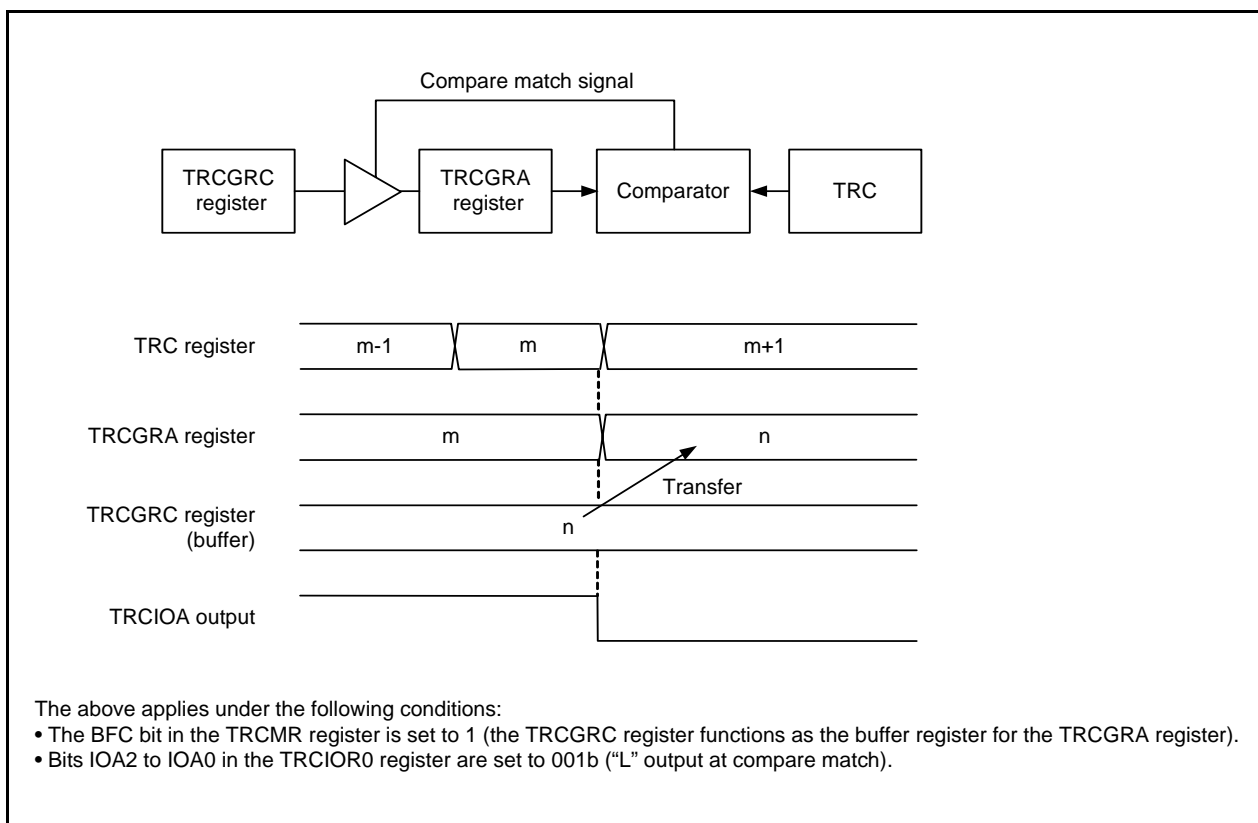 Compare match signal
TRCGRC
register
TRCGRA
register
Comparator
TRC
TRC register
m-1
m
m+1
TRCGRA register
m
n
Transfer
TRCGRC register
(buffer)
n
TRCIOA output
The above applies under the following conditions:
• The BFC bit in the TRCMR register is set to 1 (the TRCGRC register functions as the buffer register for the TRCGRA register).
• Bits IOA2 to IOA0 in the TRCIOR0 register are set to 001b (“L” output at compare match).